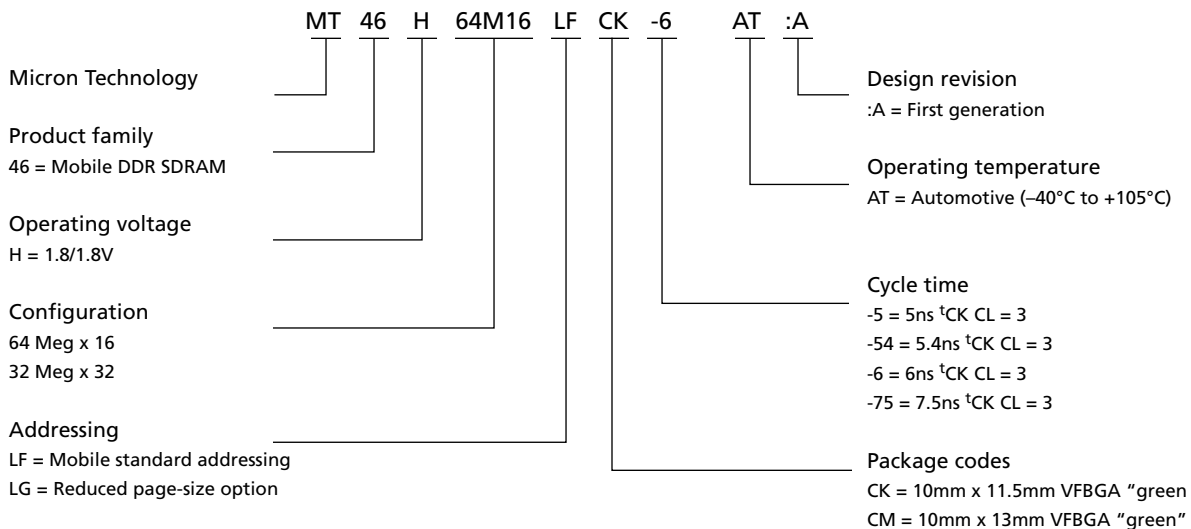 MT 46 H 64M16 LF CK -6 AT :A
Micron Technology
Product family
46 = Mobile DDR SDRAM
Operating voltage
H = 1.8/1.8V
Configuration
64 Meg x 16
32 Meg x 32
Addressing
LF = Mobile standard addressing
LG = Reduced page-size option
Design revision
:A = First generation
Operating temperature
AT = Automotive (–40°C to +105°C)
Cycle time
-5 = 5ns tCK CL = 3
-54 = 5.4ns tCK CL = 3
-6 = 6ns tCK CL = 3
-75 = 7.5ns tCK CL = 3
Package codes
CK = 10mm x 11.5mm VFBGA “green
CM = 10mm x 13mm VFBGA “green”